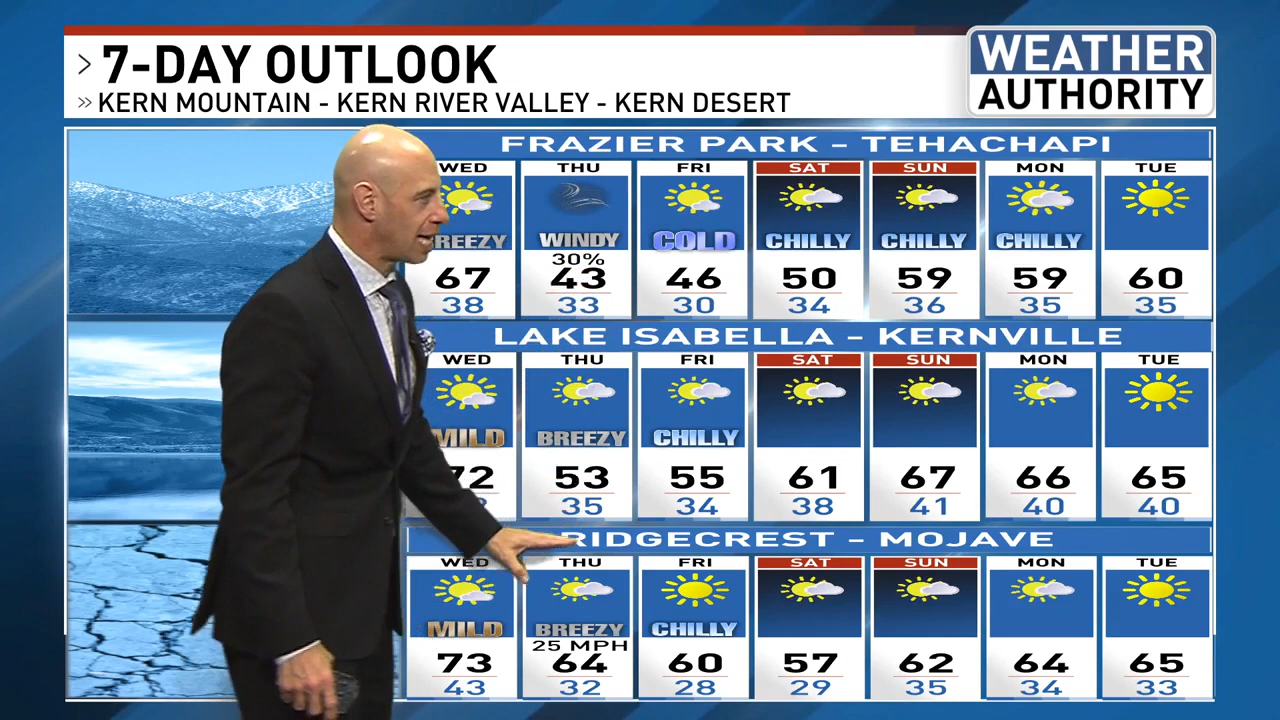 > 7-DAY OUTLOOK
» KERN MOUNTAIN - KERN RIVER VALLEY - KERN DESERT
WEATHER
AUTHORITY
FRAZIER PARK – TEHACHAPI
WED THU FRI SAT SUN MON TUE
REEZY WINDY COLD CHILLY CHILLY CHILLY
30%
67 43 46 50 59 59 60
38 33 30 34 36 35 35
LAKE ISABELLA – KERNVILLE
WED THU FRI SAT SUN MON TUE
MILD BREEZY CHILLY
72 53 55 61 67 66 65
35 34 38 41 40 40
RIDGECREST – MOJAVE
WED THU FRI SAT SUN MON TUE
MILD BREEZY CHILLY
25 MPH
73 64 60 57 62 64 65
43 32 28 29 35 34 33